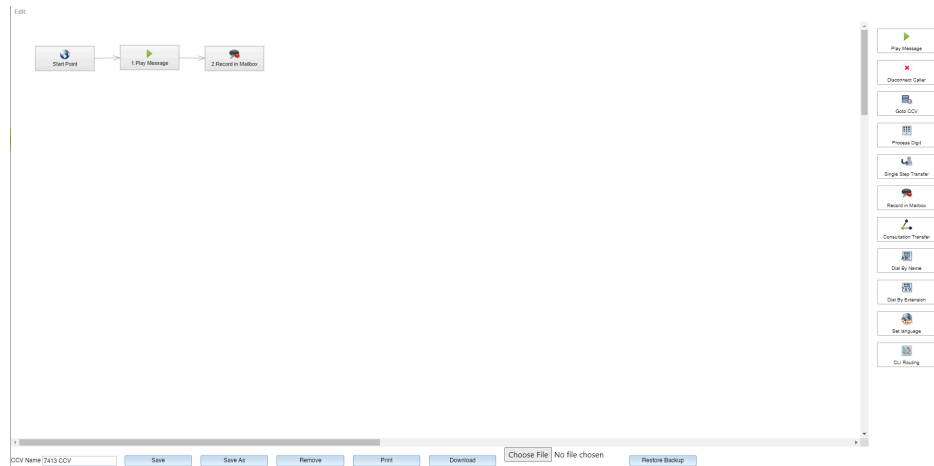 Edit
Start Point
1.Play Message
2.Record in Mailbox
Play Message
Disconnect Caller
Goto CCV
Process Digit
Single Step Transfer
Record in Mailbox
Consultation Transfer
Dial By Name
Dial By Extension
Set language
CLI Routing
CCV Name 7413 CCV Save Save As Remove Print Download Choose File No file chosen Restore Backup